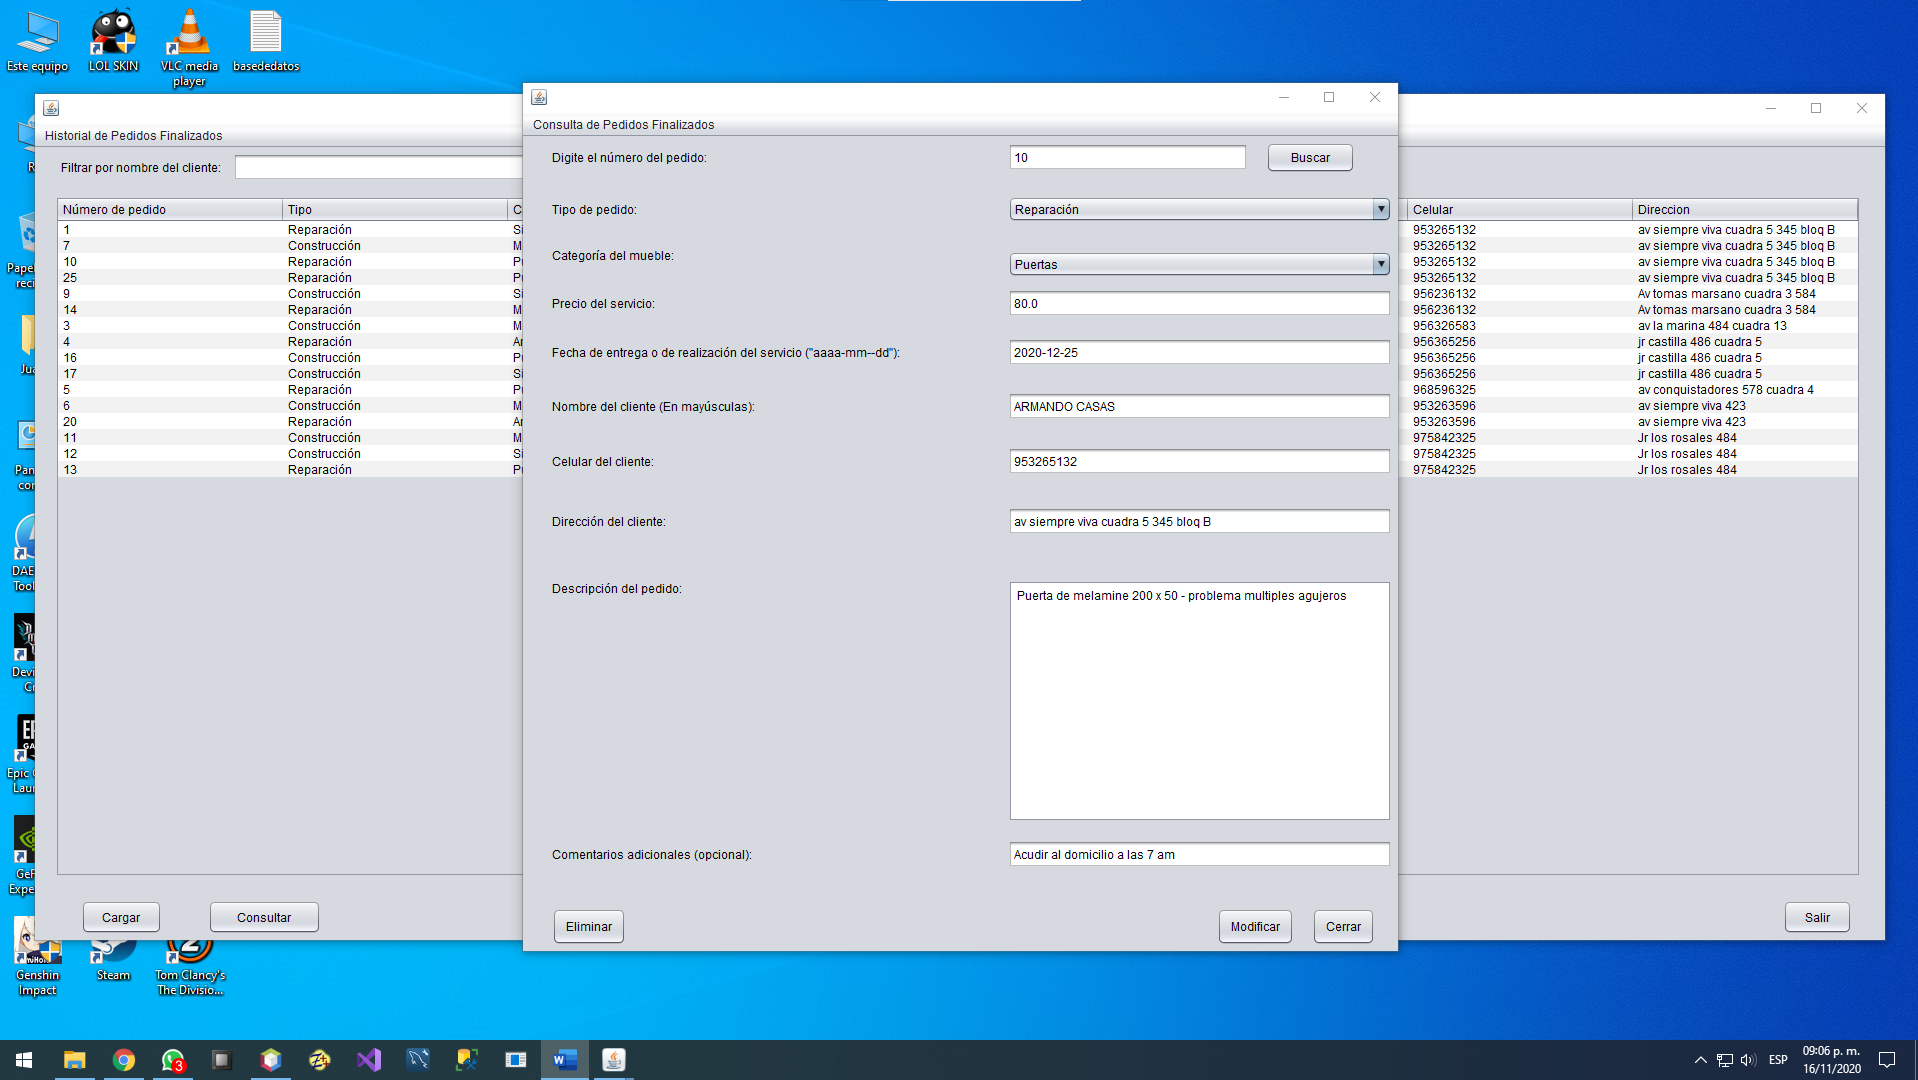 Este equipo
LOL SKIN
VLC media player
basededatos
Historial de Pedidos Finalizados
Filtrar por nombre del cliente:
Número de pedido Tipo Celular Direccion
1 Reparación 953265132 av siempre viva cuadra 5 345 bloq B
7 Construcción 953265132 av siempre viva cuadra 5 345 bloq B
10 Reparación 953265132 av siempre viva cuadra 5 345 bloq B
25 Reparación 953265132 av siempre viva cuadra 5 345 bloq B
9 Construcción 956236132 Av tomas marsano cuadra 3 584
14 Reparación 956236132 Av tomas marsano cuadra 3 584
3 Construcción 956326583 av la marina 484 cuadra 13
4 Reparación 956365256 jr castilla 486 cuadra 5
16 Construcción 956365256 jr castilla 486 cuadra 5
17 Construcción 956365256 jr castilla 486 cuadra 5
5 Reparación 968596325 av conquistadores 578 cuadra 4
6 Construcción 953263596 av siempre viva 423
20 Reparación 953263596 av siempre viva 423
11 Construcción 975842325 Jr los rosales 484
12 Construcción 975842325 Jr los rosales 484
13 Reparación 975842325 Jr los rosales 484
Cargar
Consultar
Salir
Consulta de Pedidos Finalizados
Digite el número del pedido: 10 Buscar
Tipo de pedido: Reparación
Categoría del mueble: Puertas
Precio del servicio: 80.0
Fecha de entrega o de realización del servicio ("aaaa-mm--dd"): 2020-12-25
Nombre del cliente (En mayúsculas): ARMANDO CASAS
Celular del cliente: 953265132
Dirección del cliente: av siempre viva cuadra 5 345 bloq B
Descripción del pedido: Puerta de melamine 200 x 50 - problema multiples agujeros
Comentarios adicionales (opcional): Acudir al domicilio a las 7 am
Eliminar
Modificar
Cerrar
Genshin Impact
Steam
Tom Clancy's The Divisio...
3
ESP
09:06 p. m.
16/11/2020